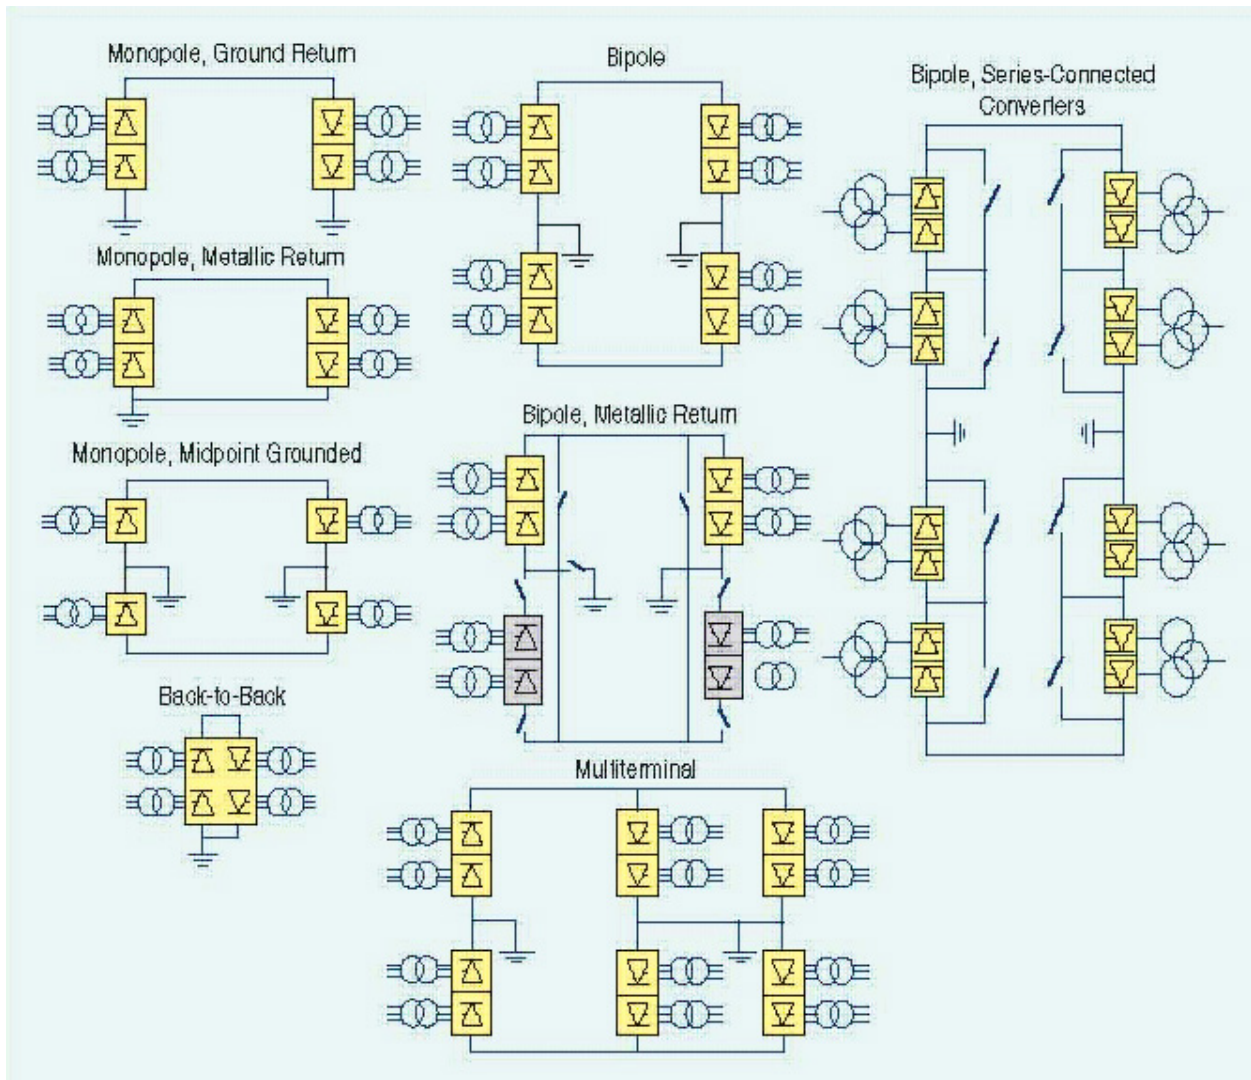 Monopole, Ground Return
Monopole, Metallic Return
Monopole, Midpoint Grounded
Back-to-Back
Bipole
Bipole, Metallic Return
Multiterminal
Bipole, Series-Connected
Converters